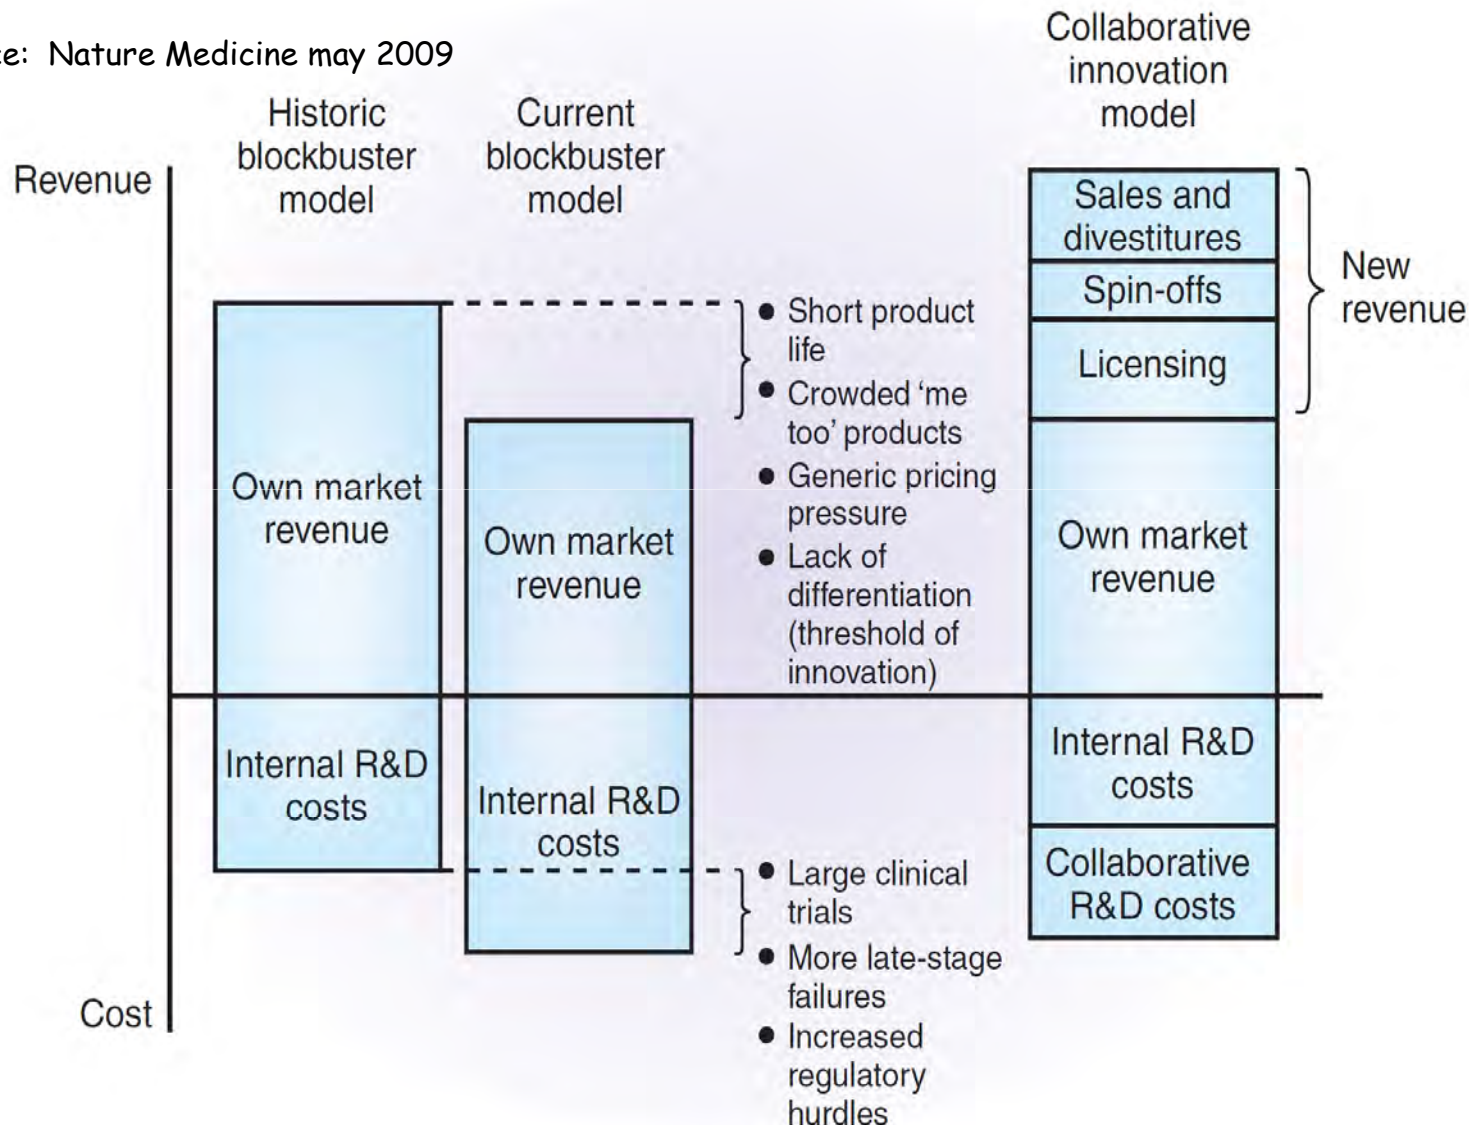 Nature Medicine may 2009
Historic
blockbuster
model
Current
blockbuster
model
Collaborative
innovation
model
Revenue
Cost
Own market
revenue
Internal R&D
costs
Own market
revenue
Internal R&D
costs
● Short product
life
● Crowded ‘me
too’ products
● Generic pricing
pressure
● Lack of
differentiation
(threshold of
innovation)
● Large clinical
trials
● More late-stage
failures
● Increased
regulatory
hurdles
Sales and
divestitures
Spin-offs
Licensing
Own market
revenue
Internal R&D
costs
Collaborative
R&D costs
New
revenue